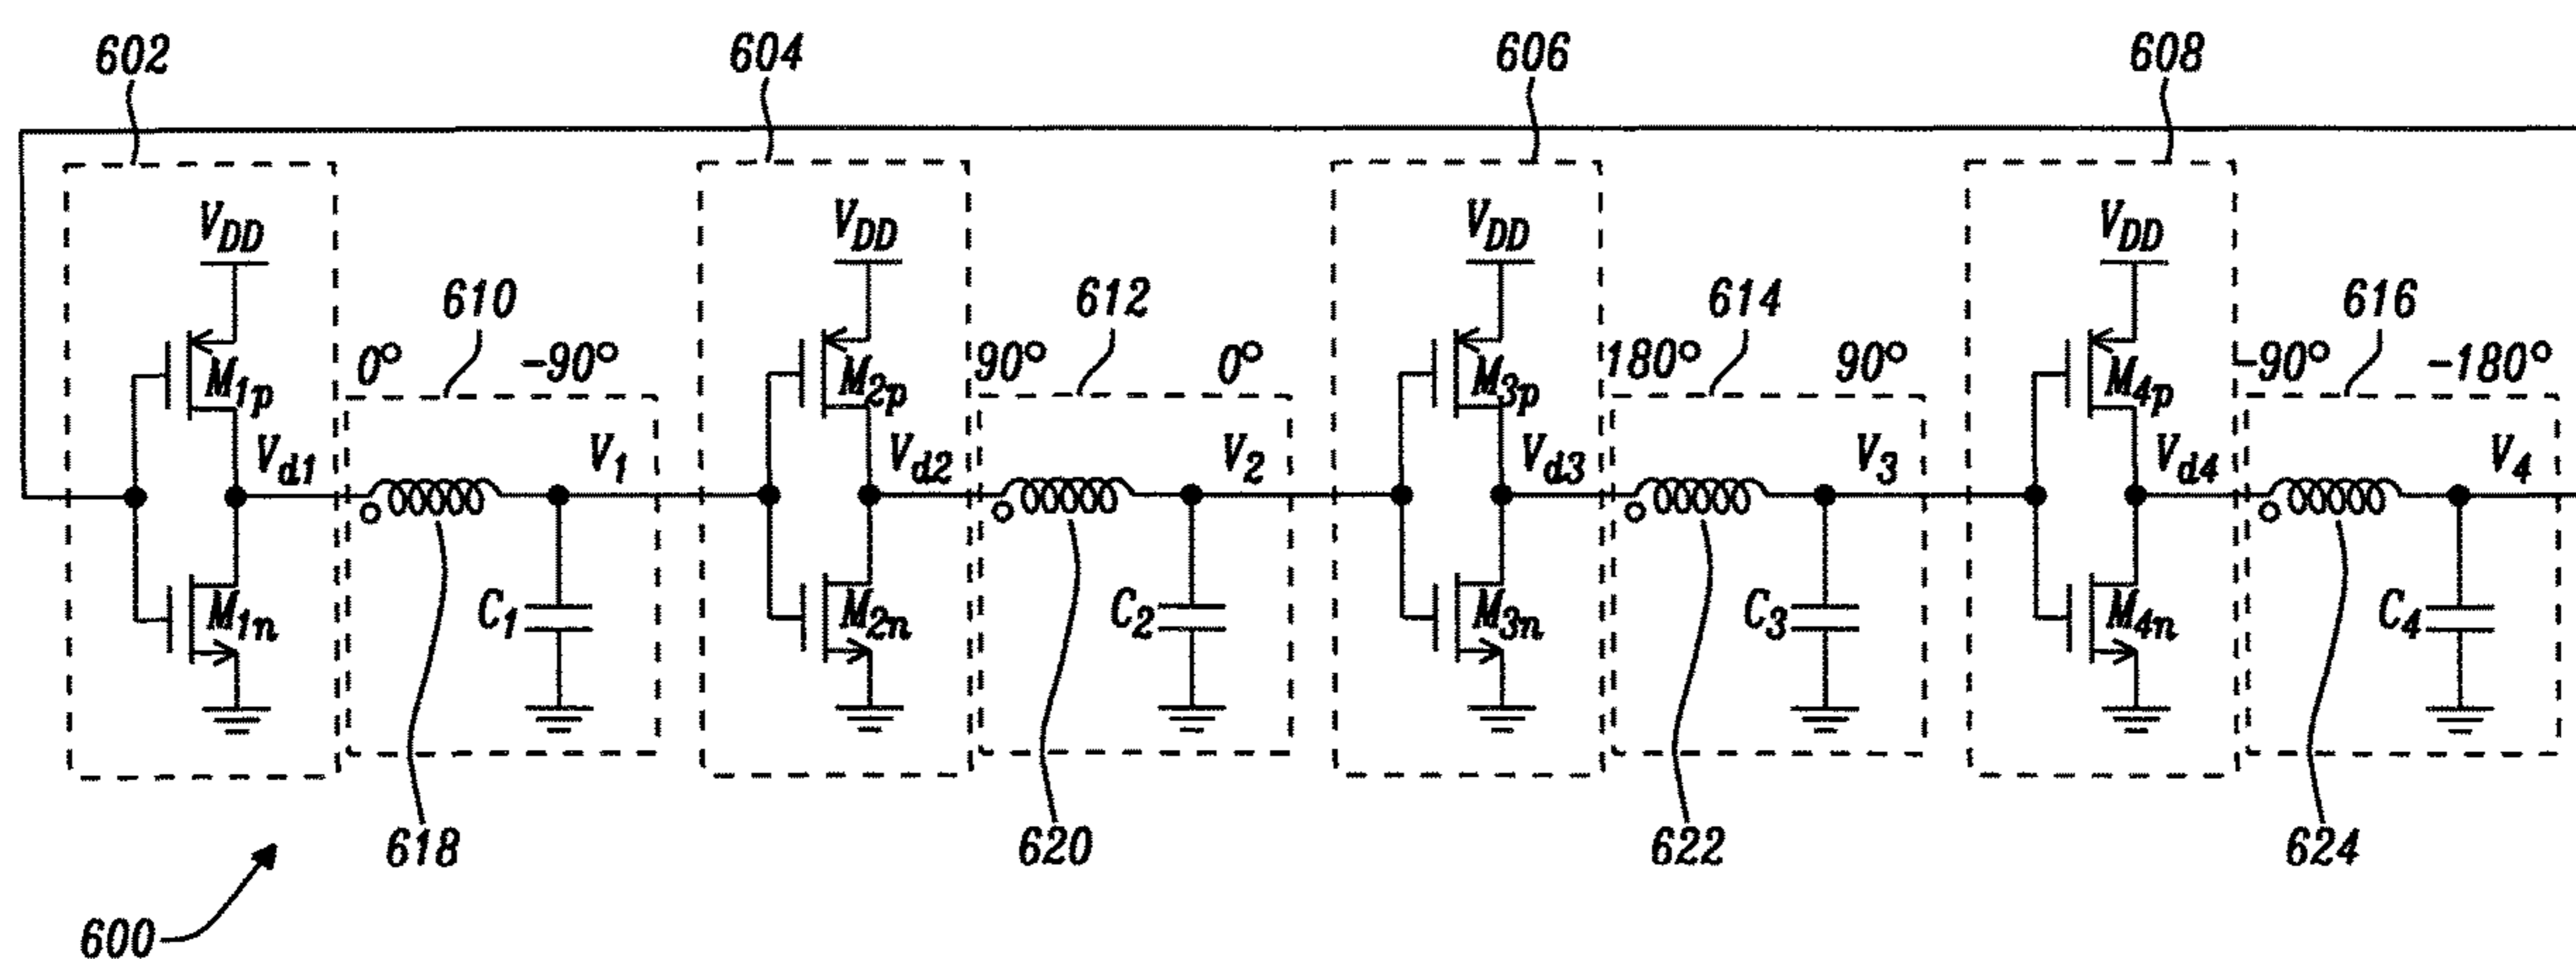 602 604 606 608
V_DD V_DD V_DD V_DD
610 612 614 616
0° -90° 90° 0° 180° 90° -90° -180°
M_1p M_2p M_3p M_4p
V_d1 V_1 V_d2 V_2 V_d3 V_3 V_d4 V_4
M_1n C_1 M_2n C_2 M_3n C_3 M_4n C_4
618 620 622 624
600